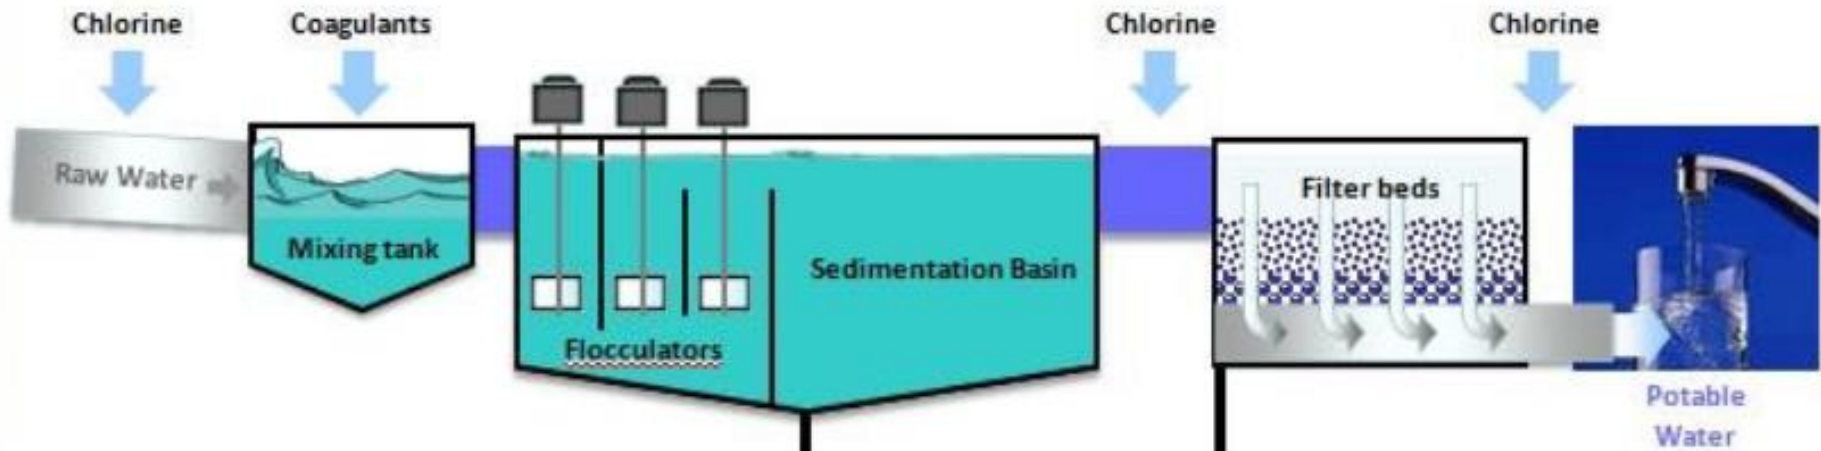 Chlorine
Coagulants
Chlorine
Chlorine
Raw Water
Mixing tank
Flocculators
Sedimentation Basin
Filter beds
Potable
Water